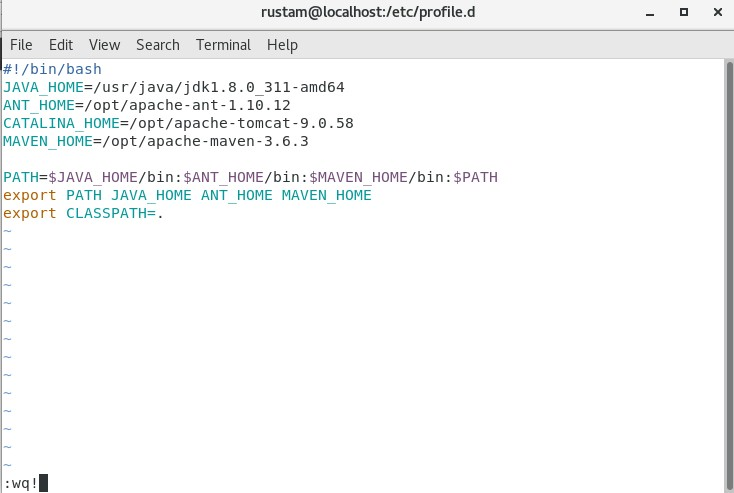 rustam@localhost:/etc/profile.d
File Edit View Search Terminal Help
#!/bin/bash
JAVA_HOME=/usr/java/jdk1.8.0_311-amd64
ANT_HOME=/opt/apache-ant-1.10.12
CATALINA_HOME=/opt/apache-tomcat-9.0.58
MAVEN_HOME=/opt/apache-maven-3.6.3

PATH=$JAVA_HOME/bin:$ANT_HOME/bin:$MAVEN_HOME/bin:$PATH
export PATH JAVA_HOME ANT_HOME MAVEN_HOME
export CLASSPATH=.
~
~
~
~
~
~
~
~
~
~
~
~
~
~
:wq!